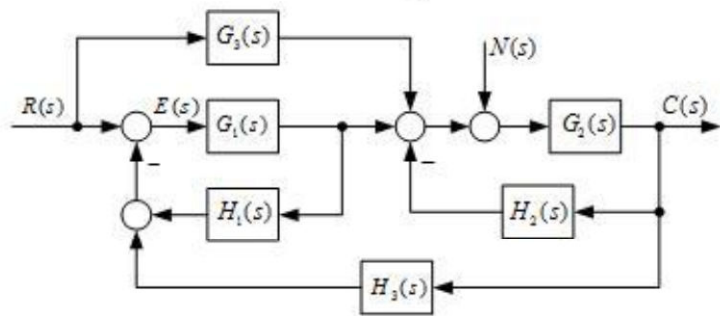 G₃(s)
N(s)
R(s) E(s) G₁(s) G₂(s) C(s)
−
−
H₁(s) H₂(s)
H₃(s)